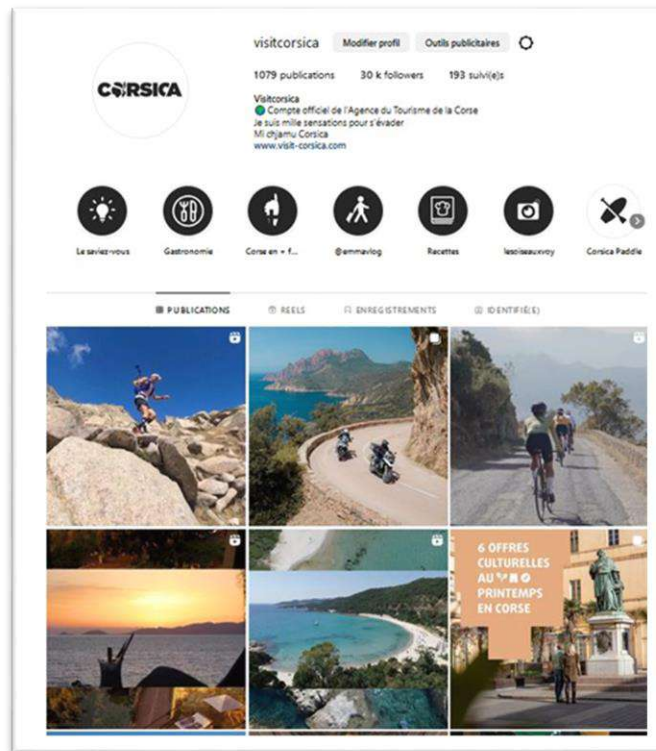 CORSICA
visitcorsica Modifier profil Outils publicitaires
1079 publications 30 k followers 193 suivi(e)s
Visitcorsica
Compte officiel de l'Agence du Tourisme de la Corse
Je suis mille sensations pour s'évader
Mi chjamu Corsica
www.visit-corsica.com
Le saviez-vous Gastronomie Corse en + f... @emmavlog Recettes lesoiseauxvoy Corsica Paddle
PUBLICATIONS REELS ENREGISTREMENTS IDENTIFIÉ(E)
6 OFFRES
CULTURELLES
AU
PRINTEMPS
EN CORSE